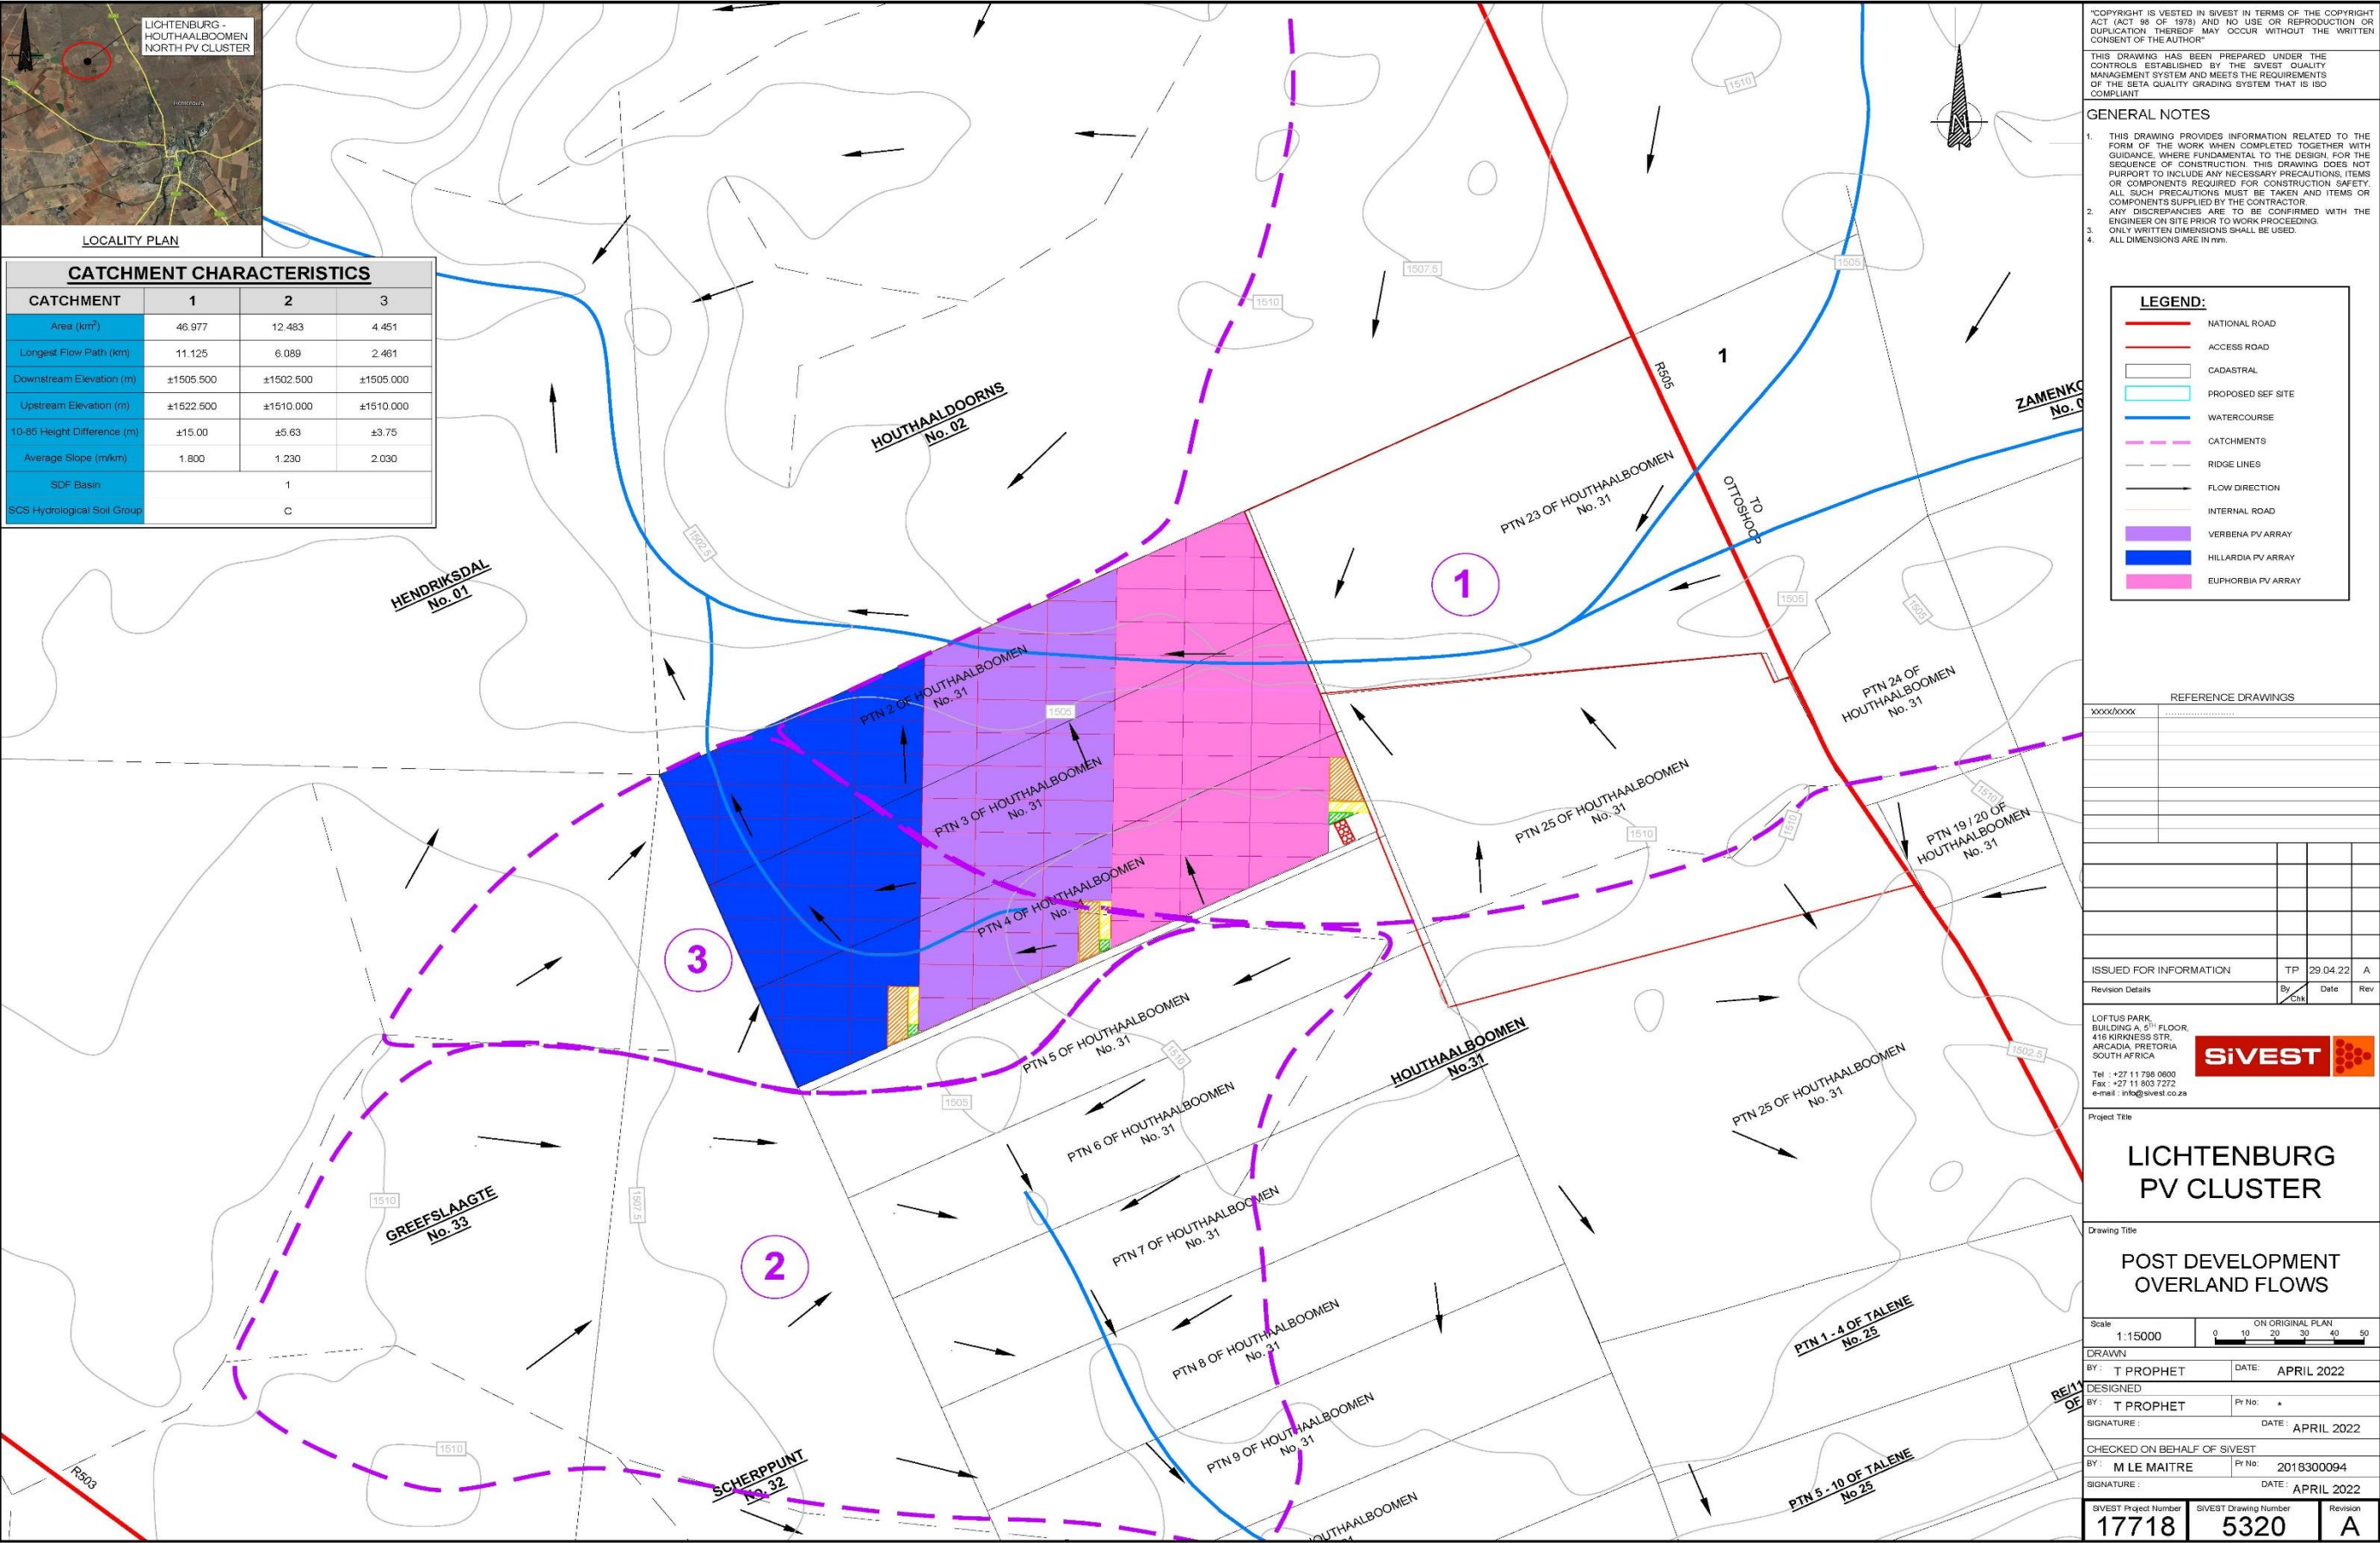 LICHTENBURG -
HOUTHAALBOOMEN
NORTH PV CLUSTER
LOCALITY PLAN
CATCHMENT CHARACTERISTICS
CATCHMENT 1 2 3
Area (km²) 46.977 12.483 4.451
Longest Flow Path (km) 11.125 6.089 2.461
Downstream Elevation (m) ±1505.500 ±1502.500 ±1505.000
Upstream Elevation (m) ±1522.500 ±1510.000 ±1510.000
10-85 Height Difference (m) ±15.00 ±5.63 ±3.75
Average Slope (m/km) 1.800 1.230 2.030
SDF Basin 1
SCS Hydrological Soil Group C
1510
1507.5
1510
1505
1
R505
TO
OTTOSHOOP
ZAMENKO
No. 0
HOUTHAALDOORNS
No. 02
PTN 23 OF HOUTHAALBOOMEN
No. 31
1502.5
HENDRIKSDAL
No. 01
1
1505
1505
PTN 2 OF HOUTHAALBOOMEN
No. 31
1505
PTN 24 OF
HOUTHAALBOOMEN
No. 31
PTN 3 OF HOUTHAALBOOMEN
No. 31
PTN 25 OF HOUTHAALBOOMEN
No. 31
1510
1510
1510
PTN 19 / 20 OF
HOUTHAALBOOMEN
No. 31
PTN 4 OF HOUTHAALBOOMEN
No. 31
3
PTN 5 OF HOUTHAALBOOMEN
No. 31
1510
1505
HOUTHAALBOOMEN
No.31
1502.5
PTN 25 OF HOUTHAALBOOMEN
No. 31
PTN 6 OF HOUTHAALBOOMEN
No. 31
1510
1507.5
GREEFSLAAGTE
No. 33
PTN 7 OF HOUTHAALBOOMEN
No. 31
2
PTN 8 OF HOUTHAALBOOMEN
No. 31
PTN 1 - 4 OF TALENE
No. 25
RE/11
OF
PTN 9 OF HOUTHAALBOOMEN
No. 31
1510
R503
SCHERPPUNT
No. 32
PTN 5 - 10 OF TALENE
No 25
OUTHAALBOOMEN
"COPYRIGHT IS VESTED IN SIVEST IN TERMS OF THE COPYRIGHT
ACT (ACT 98 OF 1978) AND NO USE OR REPRODUCTION OR
DUPLICATION THEREOF MAY OCCUR WITHOUT THE WRITTEN
CONSENT OF THE AUTHOR"
THIS DRAWING HAS BEEN PREPARED UNDER THE
CONTROLS ESTABLISHED BY THE SIVEST QUALITY
MANAGEMENT SYSTEM AND MEETS THE REQUIREMENTS
OF THE SETA QUALITY GRADING SYSTEM THAT IS ISO
COMPLIANT
GENERAL NOTES
1. THIS DRAWING PROVIDES INFORMATION RELATED TO THE
FORM OF THE WORK WHEN COMPLETED TOGETHER WITH
GUIDANCE, WHERE FUNDAMENTAL TO THE DESIGN, FOR THE
SEQUENCE OF CONSTRUCTION. THIS DRAWING DOES NOT
PURPORT TO INCLUDE ANY NECESSARY PRECAUTIONS, ITEMS
OR COMPONENTS REQUIRED FOR CONSTRUCTION SAFETY.
ALL SUCH PRECAUTIONS MUST BE TAKEN AND ITEMS OR
COMPONENTS SUPPLIED BY THE CONTRACTOR.
2. ANY DISCREPANCIES ARE TO BE CONFIRMED WITH THE
ENGINEER ON SITE PRIOR TO WORK PROCEEDING.
3. ONLY WRITTEN DIMENSIONS SHALL BE USED.
4. ALL DIMENSIONS ARE IN mm.
LEGEND:
NATIONAL ROAD
ACCESS ROAD
CADASTRAL
PROPOSED SEF SITE
WATERCOURSE
CATCHMENTS
RIDGE LINES
FLOW DIRECTION
INTERNAL ROAD
VERBENA PV ARRAY
HILLARDIA PV ARRAY
EUPHORBIA PV ARRAY
REFERENCE DRAWINGS
XXXX/XXXX ........................
ISSUED FOR INFORMATION TP 29.04.22 A
Revision Details By Chk Date Rev
LOFTUS PARK,
BUILDING A, 5TH FLOOR,
416 KIRKNESS STR,
ARCADIA, PRETORIA
SOUTH AFRICA
Tel : +27 11 798 0600
Fax : +27 11 803 7272
e-mail : info@sivest.co.za
SiVEST
Project Title
LICHTENBURG
PV CLUSTER
Drawing Title
POST DEVELOPMENT
OVERLAND FLOWS
Scale
1:15000
ON ORIGINAL PLAN
0 10 20 30 40 50
DRAWN
BY : T PROPHET DATE: APRIL 2022
DESIGNED
BY : T PROPHET Pr No: *
SIGNATURE : DATE : APRIL 2022
CHECKED ON BEHALF OF SiVEST
BY : M LE MAITRE Pr No: 2018300094
SIGNATURE : DATE : APRIL 2022
SIVEST Project Number SIVEST Drawing Number Revision
17718 5320 A